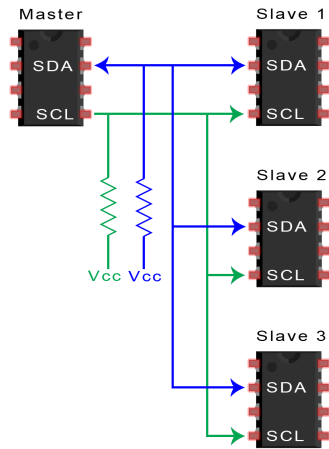 Master
Slave 1
SDA
SDA
SCL
SCL
Slave 2
SDA
Vcc
Vcc
SCL
Slave 3
SDA
SCL